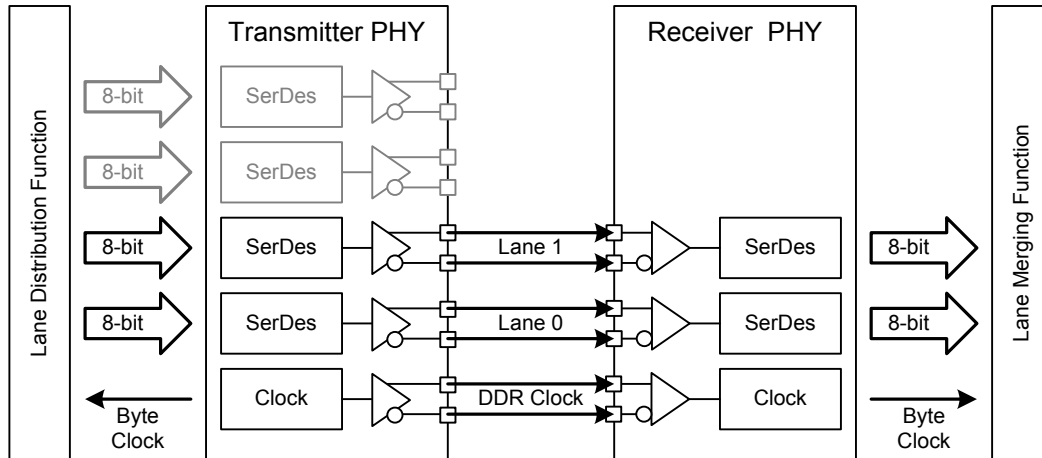 Transmitter PHY
Receiver PHY
Lane Distribution Function
8-bit
SerDes
8-bit
SerDes
8-bit
SerDes
Lane 1
SerDes
8-bit
8-bit
SerDes
Lane 0
SerDes
8-bit
Byte
Clock
Clock
DDR Clock
Clock
Byte
Clock
Lane Merging Function